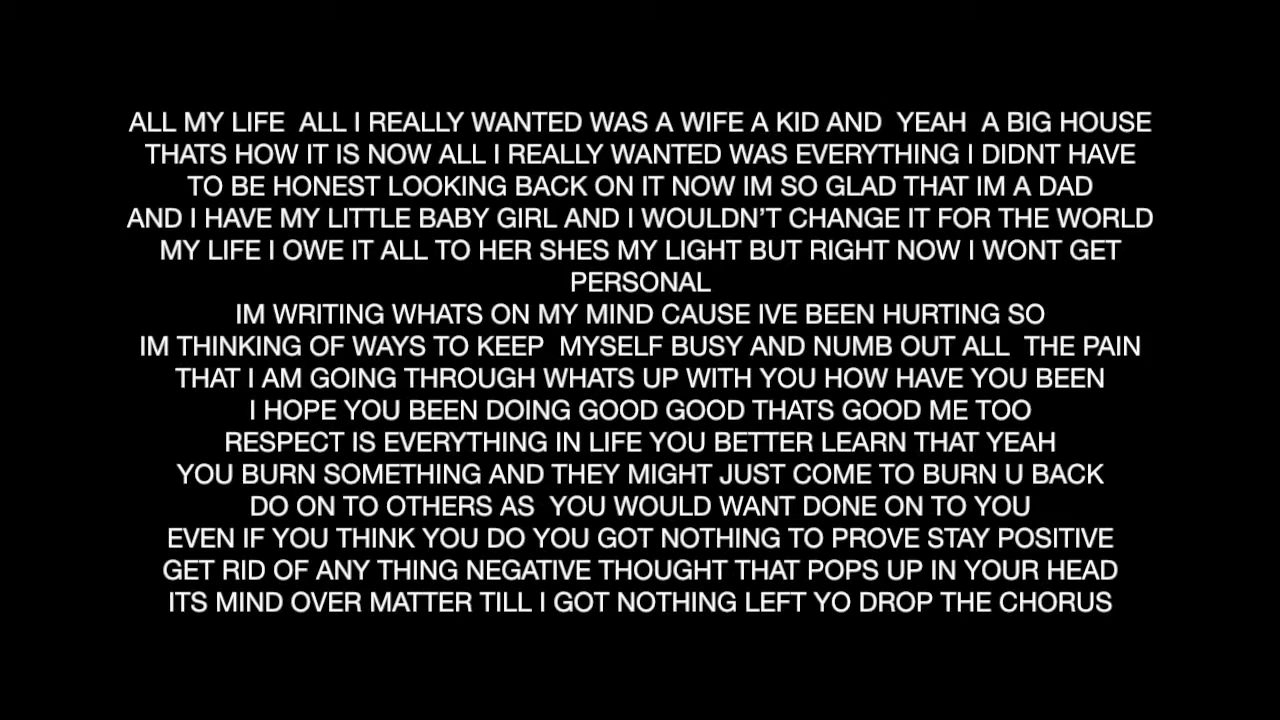 ALL MY LIFE  ALL I REALLY WANTED WAS A WIFE A KID AND  YEAH  A BIG HOUSE
THATS HOW IT IS NOW ALL I REALLY WANTED WAS EVERYTHING I DIDNT HAVE
TO BE HONEST LOOKING BACK ON IT NOW IM SO GLAD THAT IM A DAD
AND I HAVE MY LITTLE BABY GIRL AND I WOULDN’T CHANGE IT FOR THE WORLD
MY LIFE I OWE IT ALL TO HER SHES MY LIGHT BUT RIGHT NOW I WONT GET
PERSONAL
IM WRITING WHATS ON MY MIND CAUSE IVE BEEN HURTING SO
IM THINKING OF WAYS TO KEEP  MYSELF BUSY AND NUMB OUT ALL  THE PAIN
THAT I AM GOING THROUGH WHATS UP WITH YOU HOW HAVE YOU BEEN
I HOPE YOU BEEN DOING GOOD GOOD THATS GOOD ME TOO
RESPECT IS EVERYTHING IN LIFE YOU BETTER LEARN THAT YEAH
YOU BURN SOMETHING AND THEY MIGHT JUST COME TO BURN U BACK
DO ON TO OTHERS AS  YOU WOULD WANT DONE ON TO YOU
EVEN IF YOU THINK YOU DO YOU GOT NOTHING TO PROVE STAY POSITIVE
GET RID OF ANY THING NEGATIVE THOUGHT THAT POPS UP IN YOUR HEAD
ITS MIND OVER MATTER TILL I GOT NOTHING LEFT YO DROP THE CHORUS